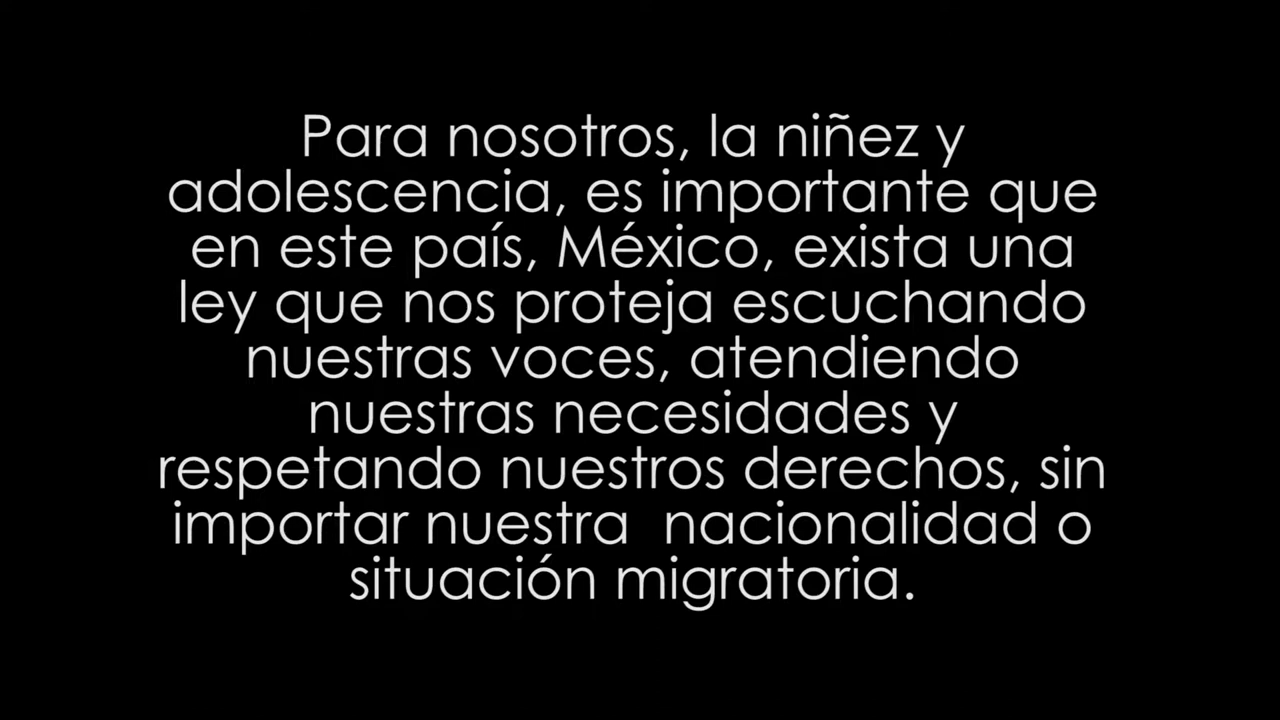 Para nosotros, la niñez y
adolescencia, es importante que
en este país, México, exista una
ley que nos proteja escuchando
nuestras voces, atendiendo
nuestras necesidades y
respetando nuestros derechos, sin
importar nuestra  nacionalidad o
situación migratoria.